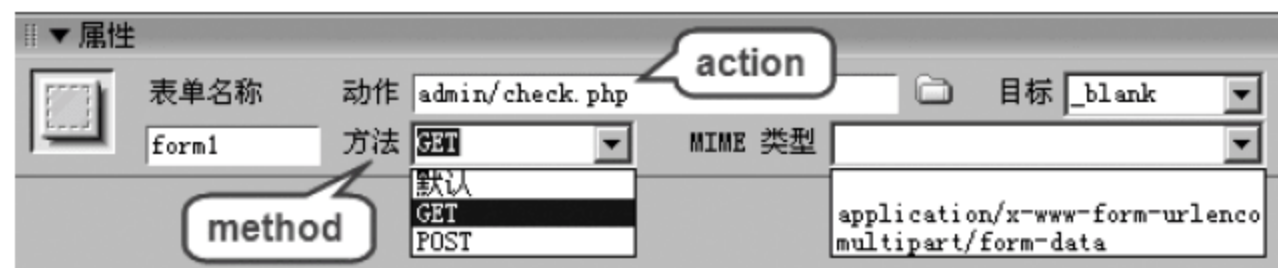 ▼属性
action
表单名称 动作 admin/check.php 目标 _blank
form1 方法 GET MIME 类型
method
默认
GET
POST
application/x-www-form-urlenco
multipart/form-data